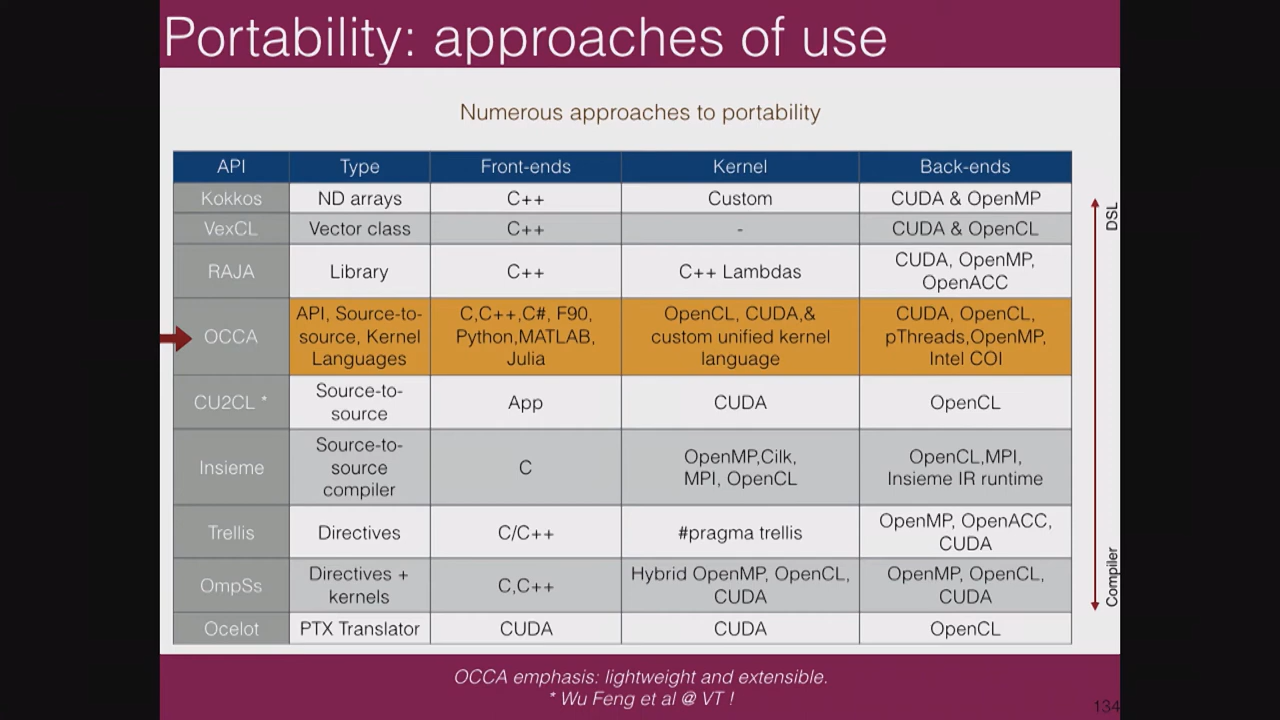 Portability: approaches of use
Numerous approaches to portability
API Type Front-ends Kernel Back-ends
Kokkos ND arrays C++ Custom CUDA & OpenMP
VexCL Vector class C++ - CUDA & OpenCL
RAJA Library C++ C++ Lambdas CUDA, OpenMP,
OpenACC
OCCA API, Source-to-
source, Kernel
Languages C,C++,C#, F90,
Python,MATLAB,
Julia OpenCL, CUDA,&
custom unified kernel
language CUDA, OpenCL,
pThreads,OpenMP,
Intel COI
CU2CL * Source-to-
source App CUDA OpenCL
Insieme Source-to-
source
compiler C OpenMP,Cilk,
MPI, OpenCL OpenCL,MPI,
Insieme IR runtime
Trellis Directives C/C++ #pragma trellis OpenMP, OpenACC,
CUDA
OmpSs Directives +
kernels C,C++ Hybrid OpenMP, OpenCL,
CUDA OpenMP, OpenCL,
CUDA
Ocelot PTX Translator CUDA CUDA OpenCL
DSL
Compiler
OCCA emphasis: lightweight and extensible.
* Wu Feng et al @ VT !
134